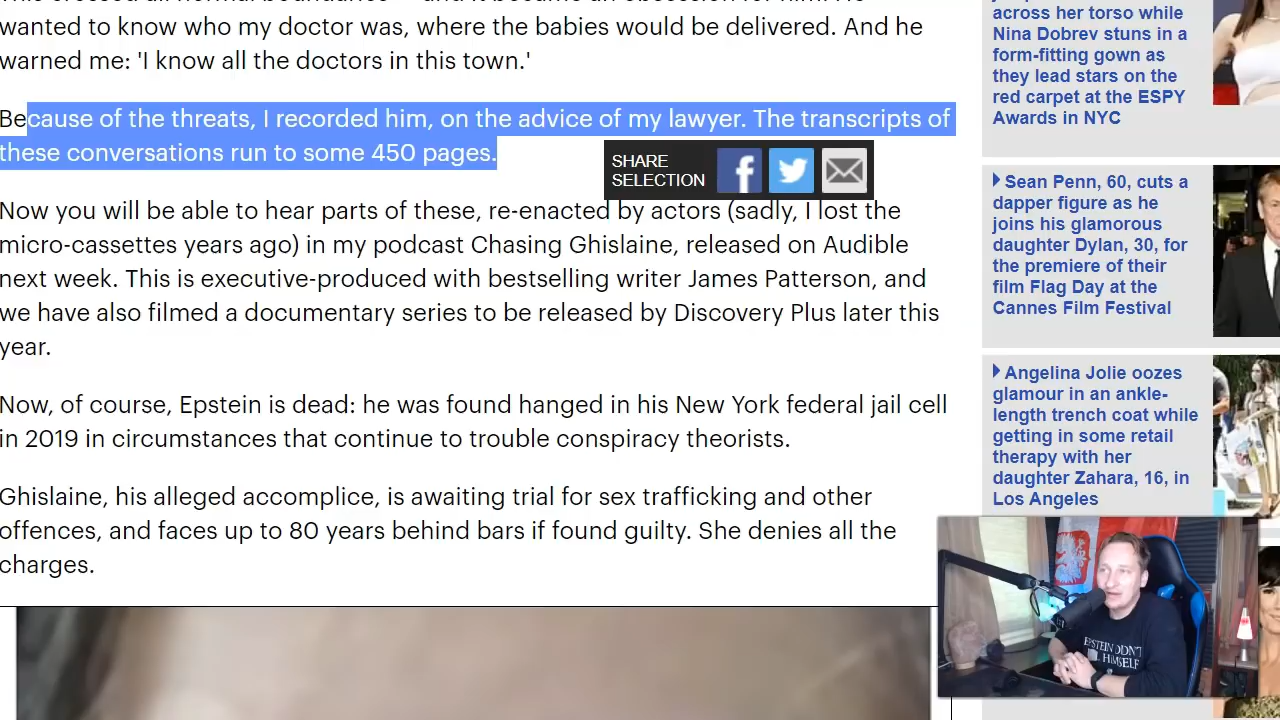 wanted to know who my doctor was, where the babies would be delivered. And he
warned me: 'I know all the doctors in this town.'
Because of the threats, I recorded him, on the advice of my lawyer. The transcripts of
these conversations run to some 450 pages.
SHARE
SELECTION
Now you will be able to hear parts of these, re-enacted by actors (sadly, I lost the
micro-cassettes years ago) in my podcast Chasing Ghislaine, released on Audible
next week. This is executive-produced with bestselling writer James Patterson, and
we have also filmed a documentary series to be released by Discovery Plus later this
year.
Now, of course, Epstein is dead: he was found hanged in his New York federal jail cell
in 2019 in circumstances that continue to trouble conspiracy theorists.
Ghislaine, his alleged accomplice, is awaiting trial for sex trafficking and other
offences, and faces up to 80 years behind bars if found guilty. She denies all the
charges.
across her torso while
Nina Dobrev stuns in a
form-fitting gown as
they lead stars on the
red carpet at the ESPY
Awards in NYC
Sean Penn, 60, cuts a
dapper figure as he
joins his glamorous
daughter Dylan, 30, for
the premiere of their
film Flag Day at the
Cannes Film Festival
Angelina Jolie oozes
glamour in an ankle-
length trench coat while
getting in some retail
therapy with her
daughter Zahara, 16, in
Los Angeles
EPSTEIN DIDN'T
HIMSELF